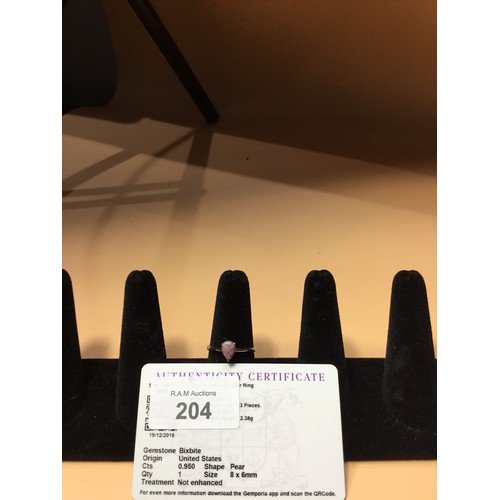 AUTHENTICITY CERTIFICATE
Ring
R.A.M Auctions
204
3 Pieces.
2.38g
19/12/2018
Gemstone Bixbite
Origin United States
Cts 0.950 Shape Pear
Qty 1 Size 8 x 6mm
Treatment Not enhanced
For even more information download the Gemporia app and scan the QRCode.